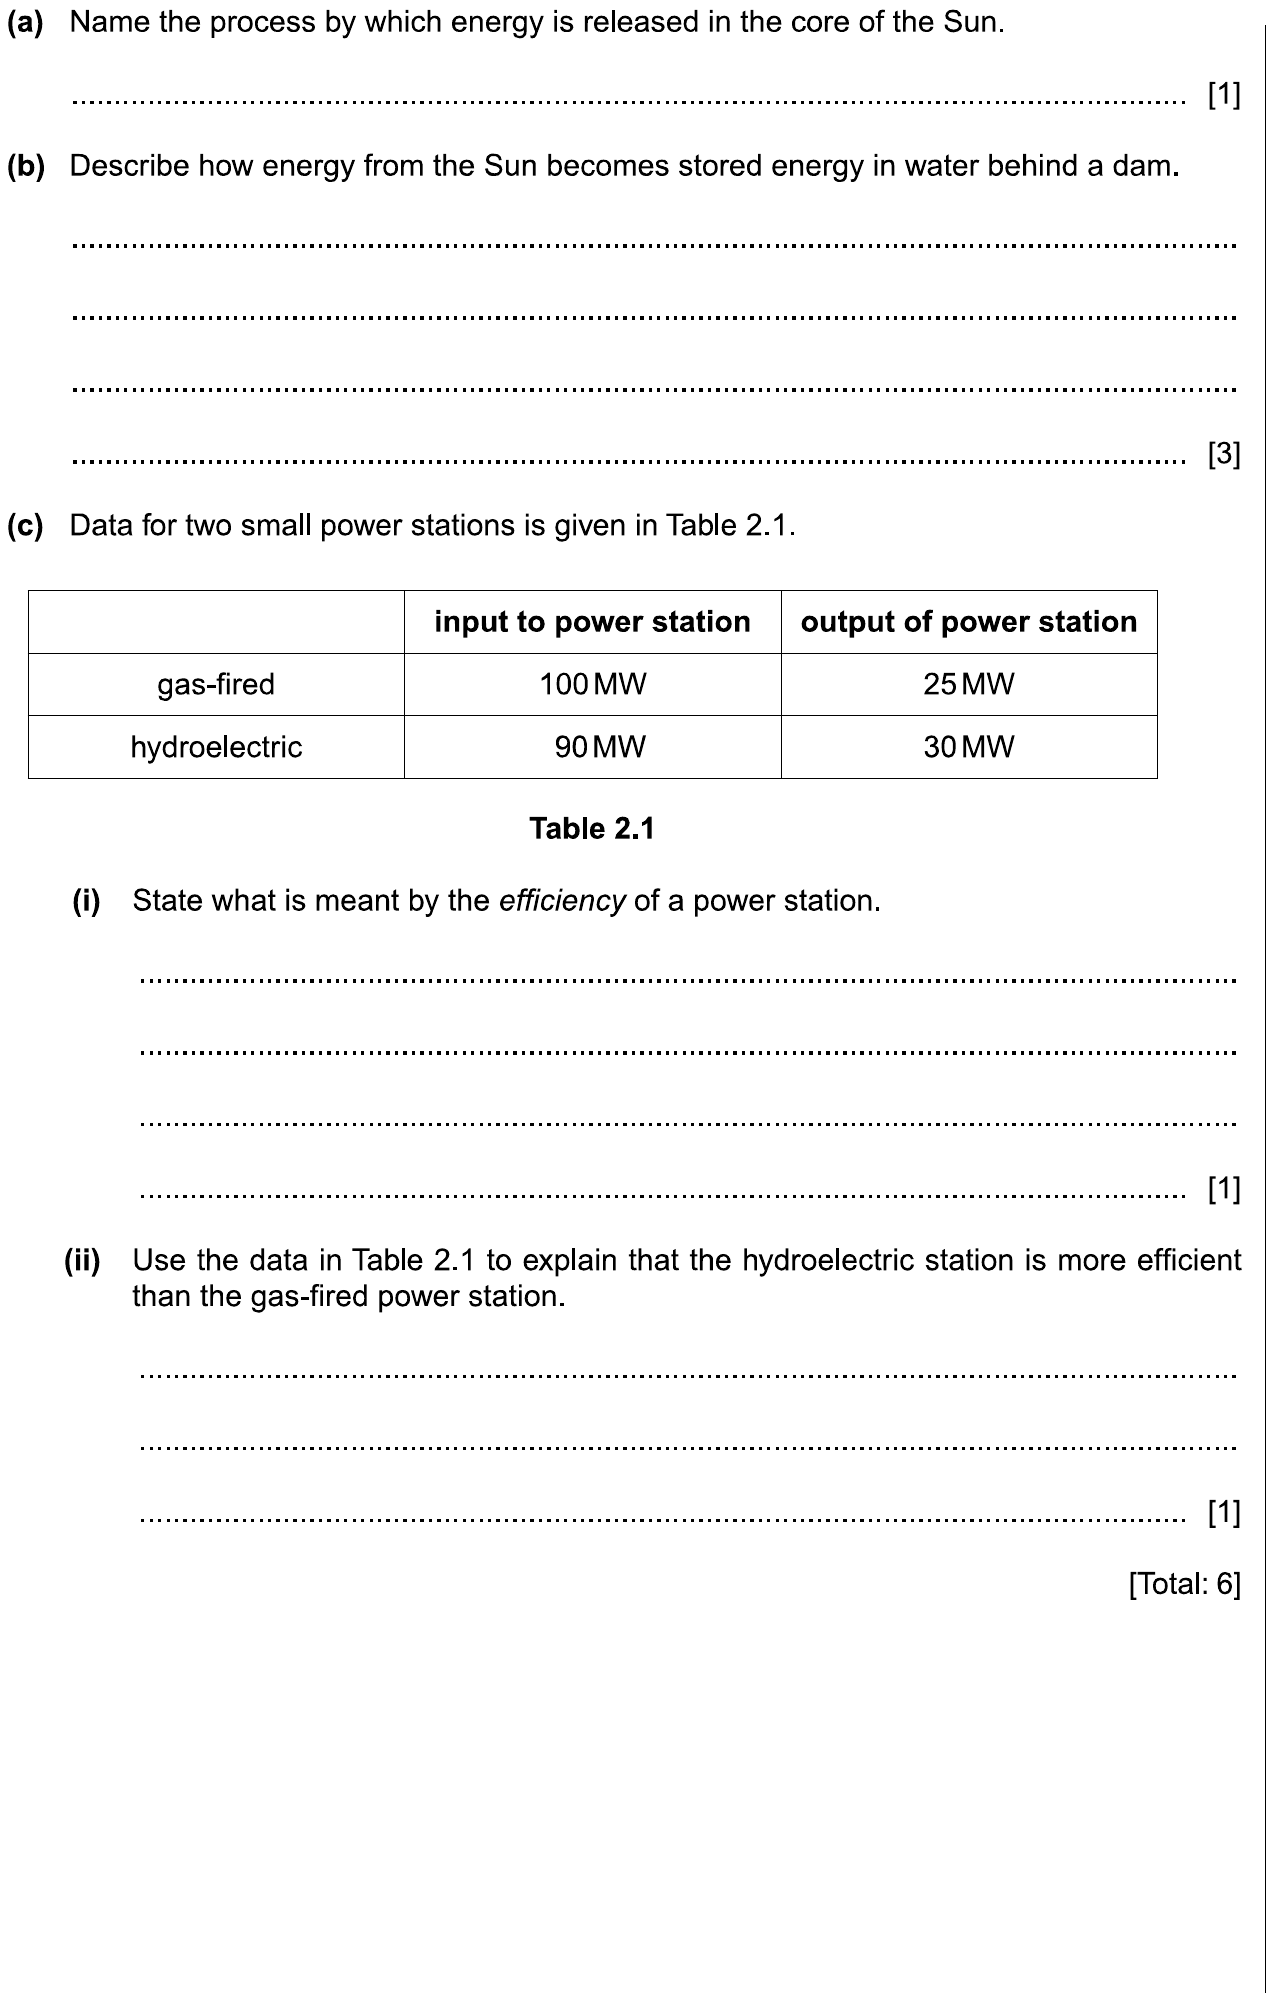 (a) Name the process by which energy is released in the core of the Sun.
[1]
(b) Describe how energy from the Sun becomes stored energy in water behind a dam.
[3]
(c) Data for two small power stations is given in Table 2.1.
input to power station output of power station
gas-fired 100 MW 25 MW
hydroelectric 90 MW 30 MW
Table 2.1
(i) State what is meant by the efficiency of a power station.
[1]
(ii) Use the data in Table 2.1 to explain that the hydroelectric station is more efficient
than the gas-fired power station.
[1]
[Total: 6]